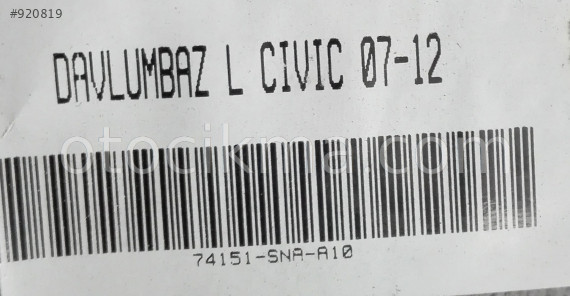 #920819
DAVLUMBAZ L CIVIC 07-12
otocikma.com
74151-SNA-A10